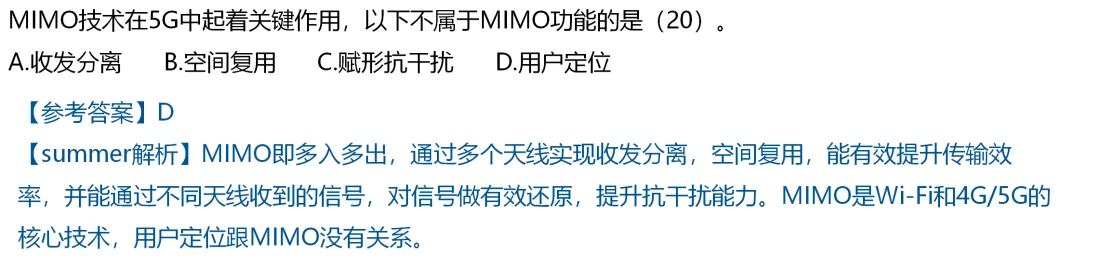 MIMO技术在5G中起着关键作用，以下不属于MIMO功能的是（20）。
A.收发分离 B.空间复用 C.赋形抗干扰 D.用户定位
【参考答案】D
【summer解析】MIMO即多入多出，通过多个天线实现收发分离，空间复用，能有效提升传输效
率，并能通过不同天线收到的信号，对信号做有效还原，提升抗干扰能力。MIMO是Wi-Fi和4G/5G的
核心技术，用户定位跟MIMO没有关系。